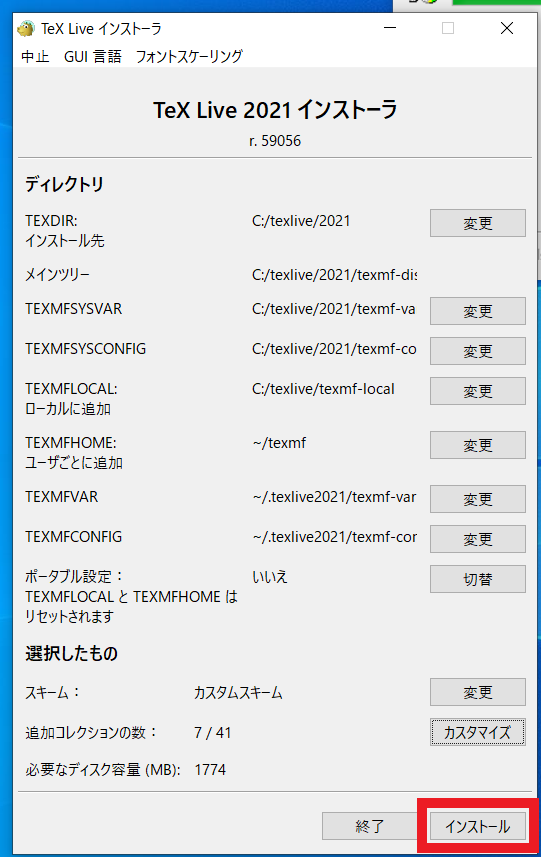 TeX Live インストーラ
中止 GUI 言語 フォントスケーリング
TeX Live 2021 インストーラ
r. 59056
ディレクトリ
TEXDIR: C:/texlive/2021 変更
インストール先
メインツリー C:/texlive/2021/texmf-dis
TEXMFSYSVAR C:/texlive/2021/texmf-va 変更
TEXMFSYSCONFIG C:/texlive/2021/texmf-co 変更
TEXMFLOCAL: C:/texlive/texmf-local 変更
ローカルに追加
TEXMFHOME: ~/texmf 変更
ユーザごとに追加
TEXMFVAR ~/.texlive2021/texmf-var 変更
TEXMFCONFIG ~/.texlive2021/texmf-cor 変更
ポータブル設定： いいえ 切替
TEXMFLOCAL と TEXMFHOME は
リセットされます
選択したもの
スキーム： カスタムスキーム 変更
追加コレクションの数： 7 / 41 カスタマイズ
必要なディスク容量 (MB): 1774
終了 インストール